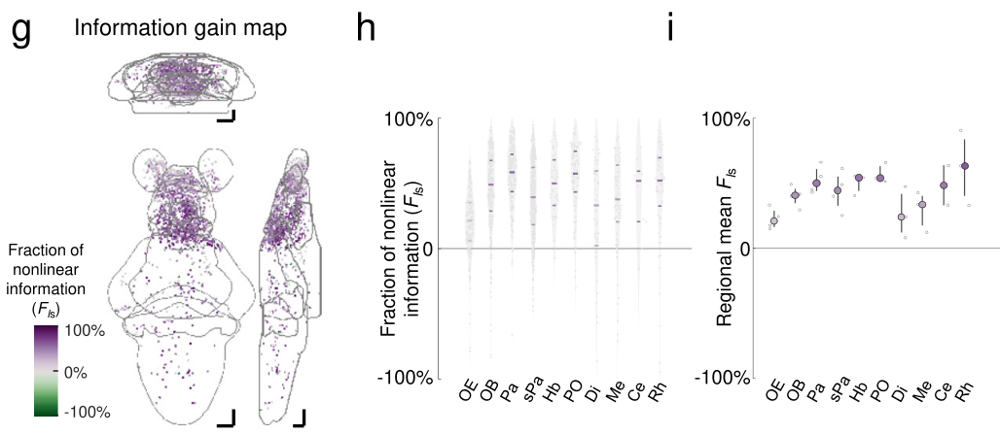 g
Information gain map
Fraction of
nonlinear
information
(Fls)
100%
0%
-100%
h
Fraction of nonlinear
information (Fls)
100%
0
-100%
OE
OB
Pa
sPa
Hb
PO
Di
Me
Ce
Rh
i
Regional mean Fls
100%
0
-100%
OE
OB
Pa
sPa
Hb
PO
Di
Me
Ce
Rh